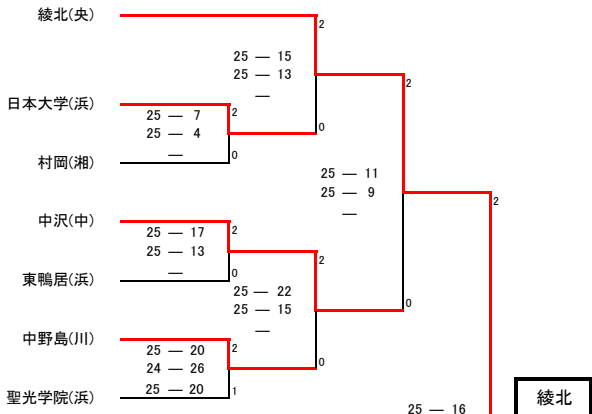 綾北(央)
2
25 — 15
25 — 13
—
日本大学(浜)
2
25 — 7
2
25 — 4
0
—
0
村岡(湘)
25 — 11
25 — 9
—
2
中沢(中)
2
25 — 17
25 — 13
2
—
0
東鴨居(浜)
25 — 22
0
25 — 15
—
中野島(川)
2
25 — 20
0
24 — 26
25 — 20
1
聖光学院(浜)
綾北
25 — 16